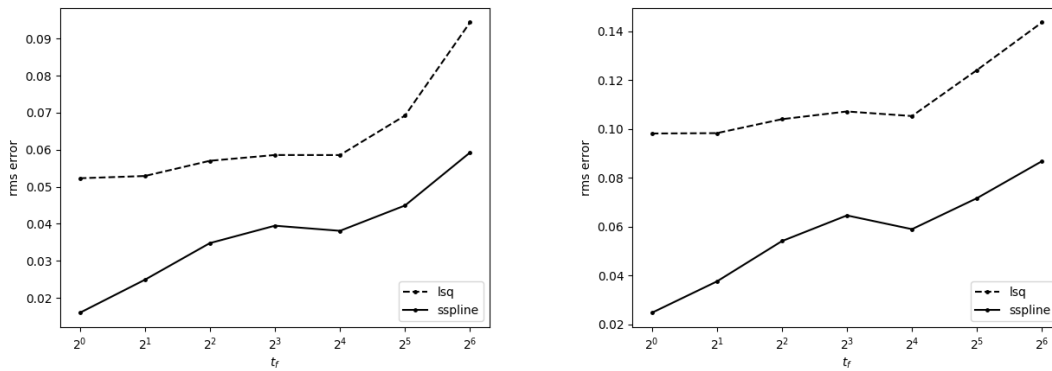 0.09
0.08
0.07
0.06
0.05
0.04
0.03
0.02
rms error
2^0 2^1 2^2 2^3 2^4 2^5 2^6
t_f
lsq
sspline
0.14
0.12
0.10
0.08
0.06
0.04
0.02
rms error
2^0 2^1 2^2 2^3 2^4 2^5 2^6
t_f
lsq
sspline